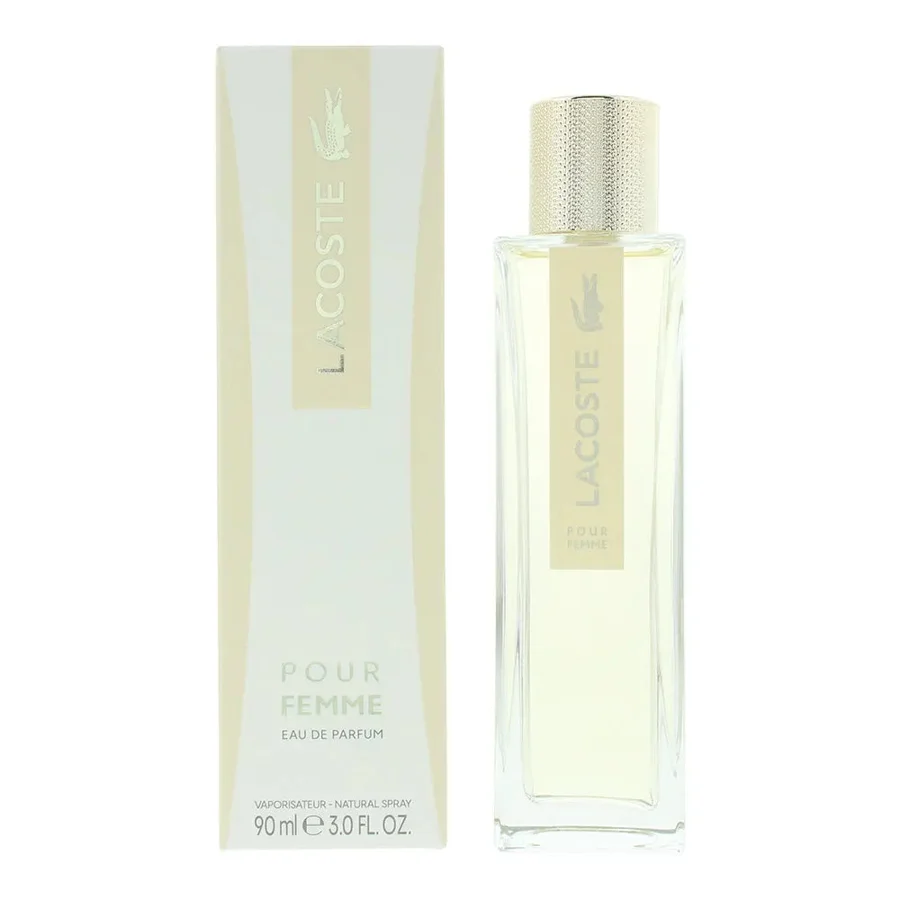 LACOSTE
POUR
FEMME
EAU DE PARFUM
VAPORISATEUR - NATURAL SPRAY
90 ml ℮ 3.0 FL. OZ.
LACOSTE
POUR
FEMME